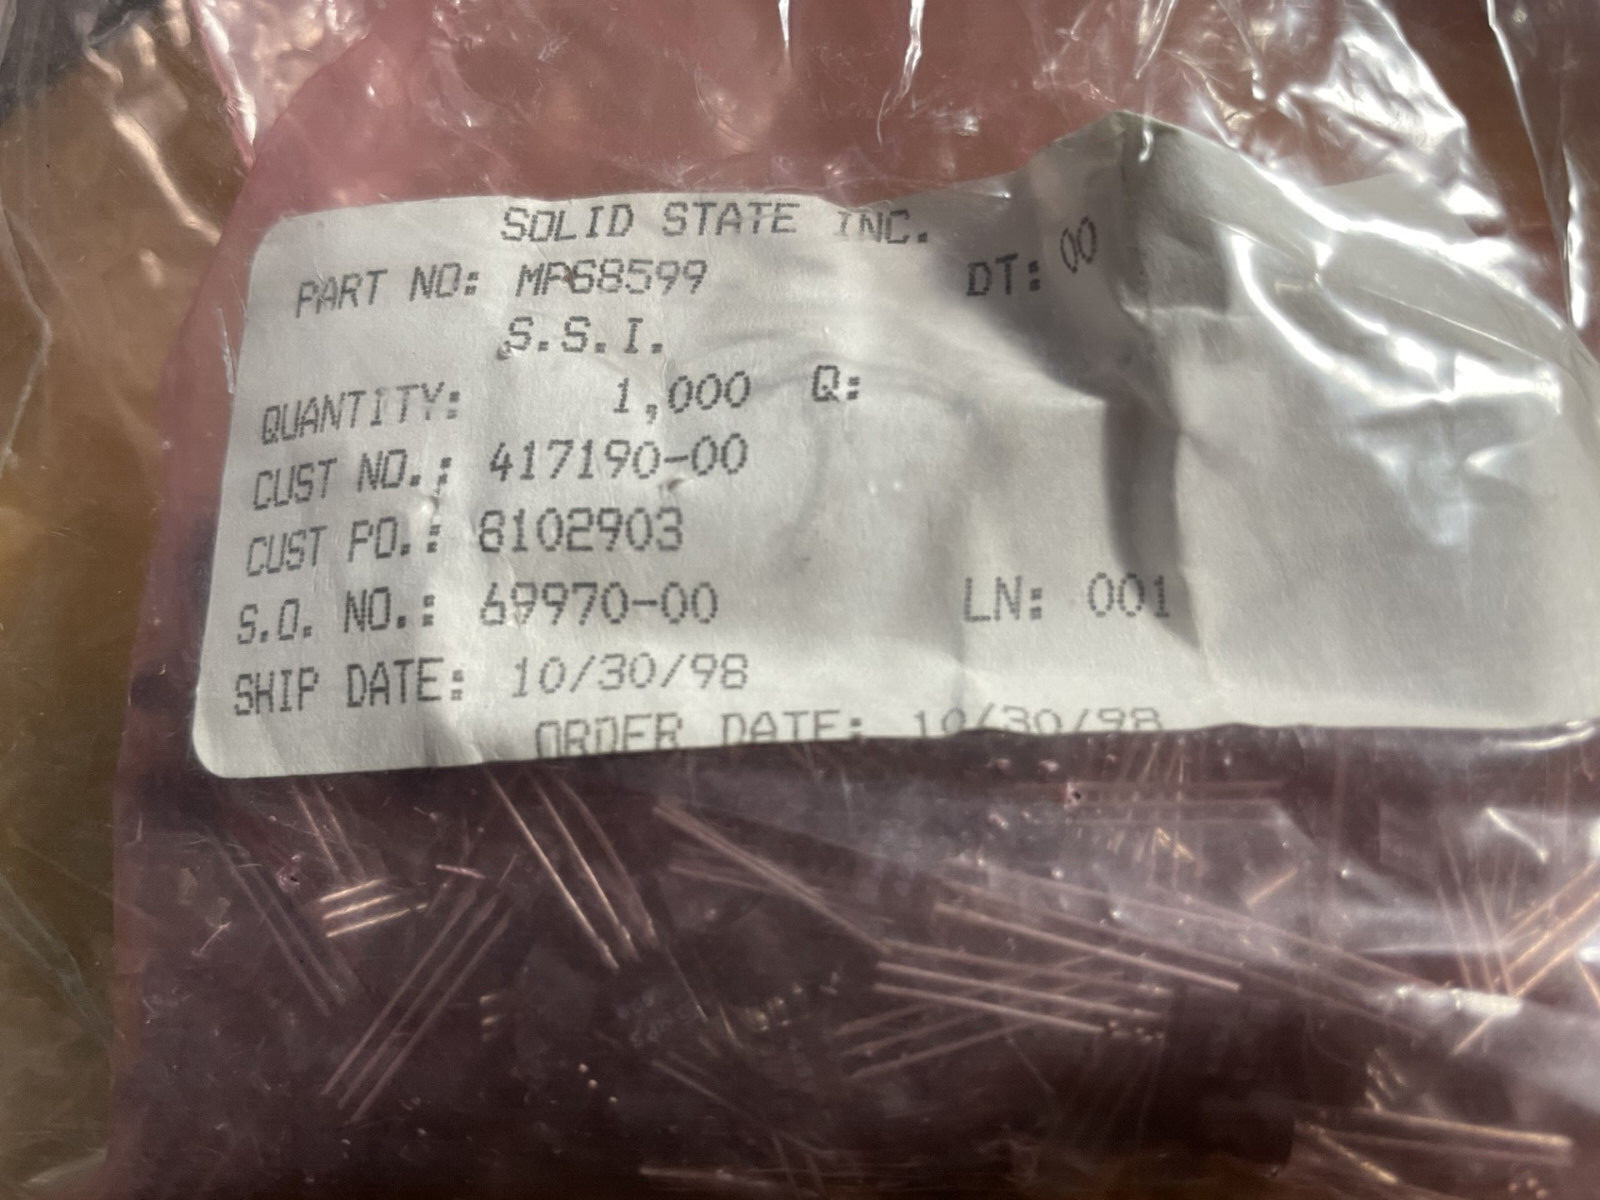 SOLID STATE INC.
PART NO: MP68599 DT: 00
S.S.I.
QUANTITY: 1,000 Q:
CUST NO.: 417190-00
CUST PO.: 8102903
S.O. NO.: 69970-00 LN: 001
SHIP DATE: 10/30/98
ORDER DATE: 10/30/98